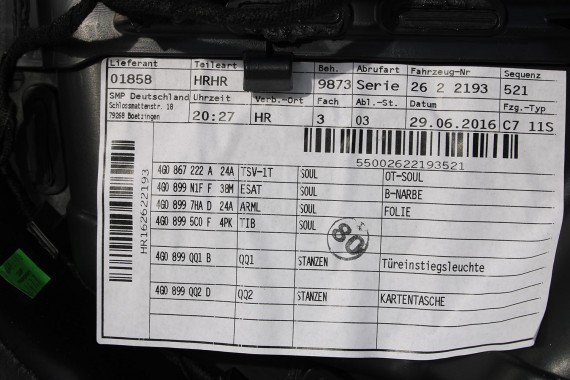 Lieferant Teileart Beh. Abrufart Fahrzeug-Nr Sequenz
01858 HRHR 9873 Serie 26 2 2193 521
SMP Deutschland
Schlossmattenstr. 18
79268 Boetzingen
Uhrzeit Verb.-Ort Fach Abl.-St. Datum Fzg.-Typ
20:27 HR 3 03 29.06.2016 C7 11S
55002622193521
HR162622193
4G0 867 222 A 24A TSV-1T SOUL OT-SOUL
4G0 899 N1F F 38M ESAT SOUL B-NARBE
4G0 899 7HA D 24A ARML SOUL FOLIE
4G0 899 5C0 F 4PK TIB SOUL
80
4G0 899 QQ1 B QQ1 STANZEN Türeinstiegsleuchte
4G0 899 QQ2 D QQ2 STANZEN KARTENTASCHE